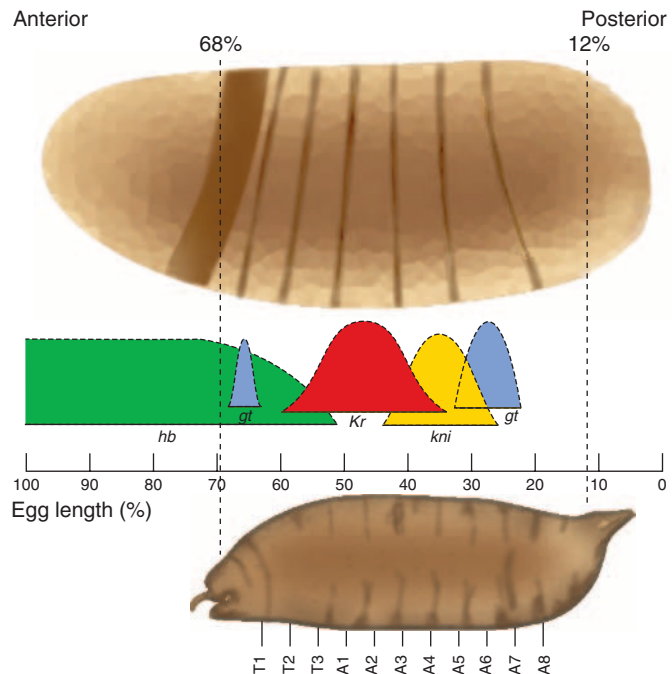 Anterior Posterior
68% 12%
gt
hb
Kr
kni
gt
100 90 80 70 60 50 40 30 20 10 0
Egg length (%)
T1 T2 T3 A1 A2 A3 A4 A5 A6 A7 A8